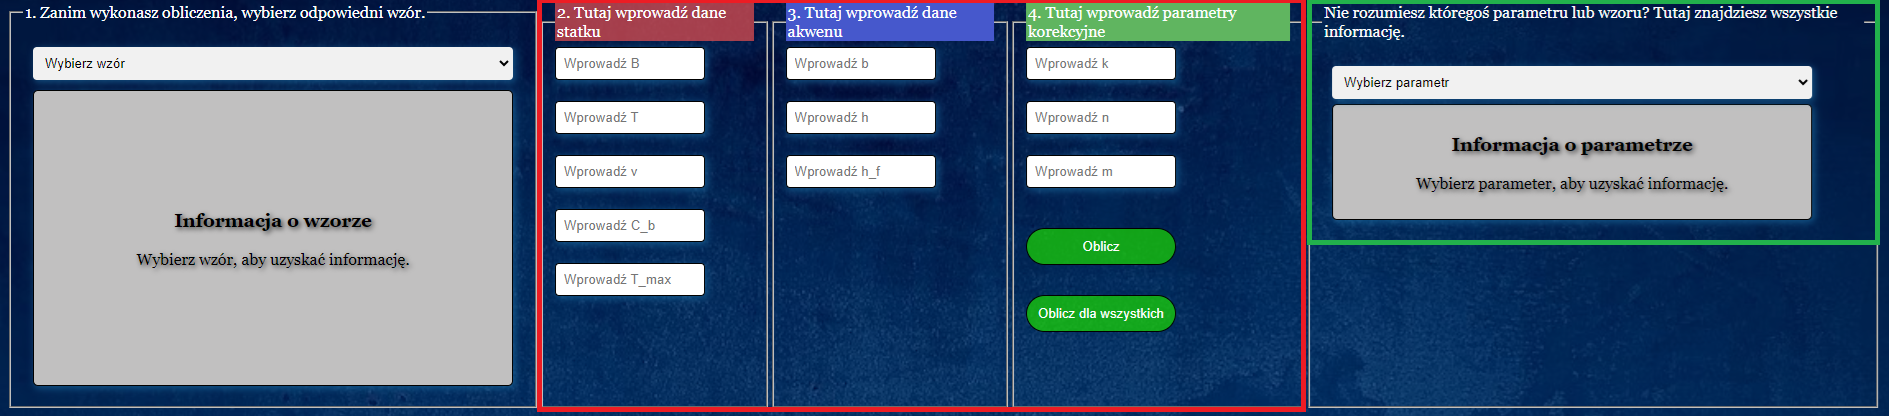 1. Zanim wykonasz obliczenia, wybierz odpowiedni wzór.
Wybierz wzór
Informacja o wzorze
Wybierz wzór, aby uzyskać informację.
2. Tutaj wprowadź dane
statku
Wprowadź B
Wprowadź T
Wprowadź v
Wprowadź C_b
Wprowadź T_max
3. Tutaj wprowadź dane
akwenu
Wprowadź b
Wprowadź h
Wprowadź h_f
4. Tutaj wprowadź parametry
korekcyjne
Wprowadź k
Wprowadź n
Wprowadź m
Oblicz
Oblicz dla wszystkich
Nie rozumiesz któregoś parametru lub wzoru? Tutaj znajdziesz wszystkie
informację.
Wybierz parametr
Informacja o parametrze
Wybierz parameter, aby uzyskać informację.